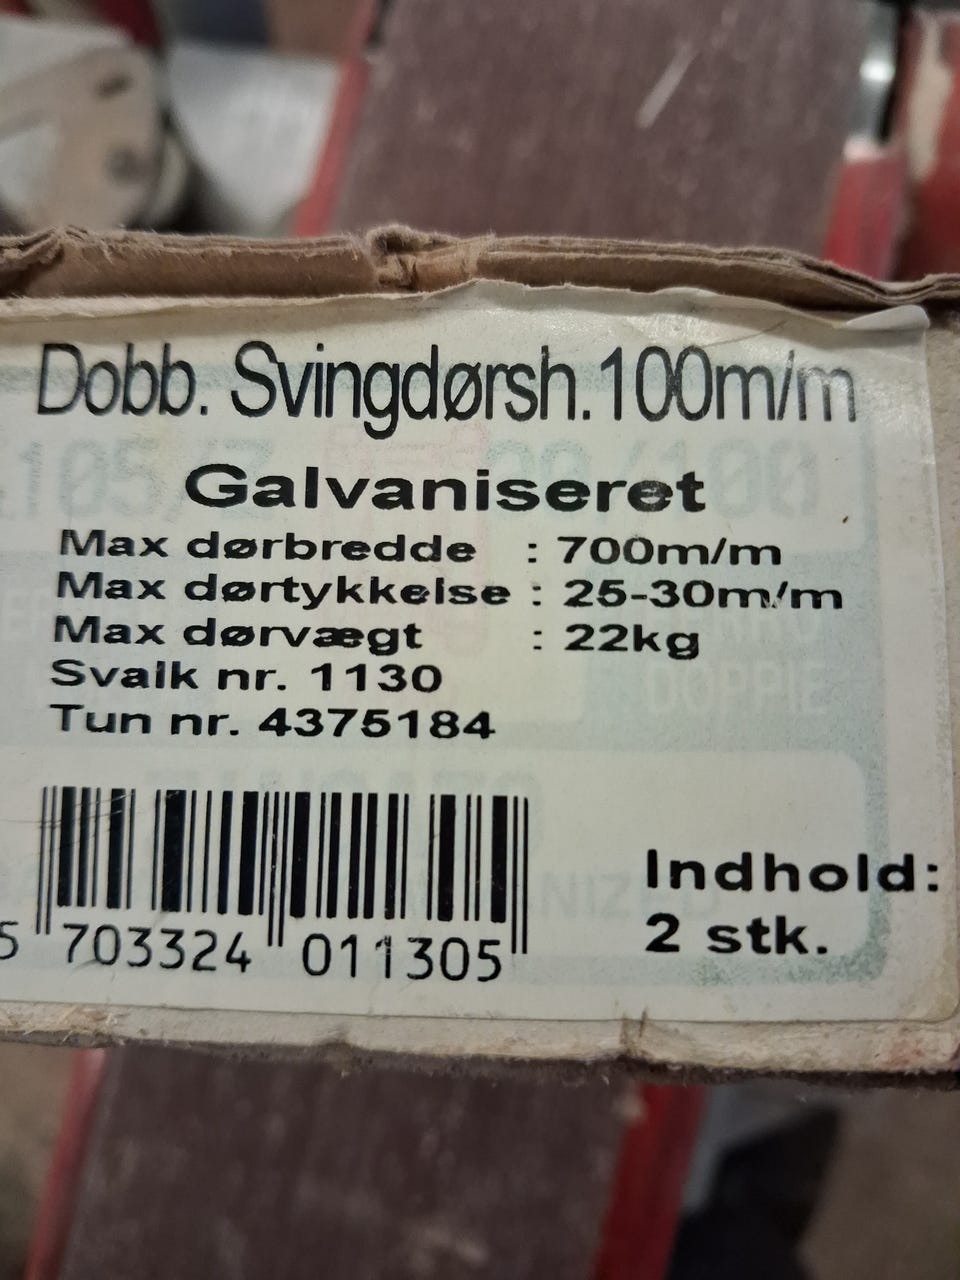 Dobb. Svingdørsh.100m/m
Galvaniseret
Max dørbredde : 700m/m
Max dørtykkelse : 25-30m/m
Max dørvægt : 22kg
Svalk nr. 1130
Tun nr. 4375184
5 703324 011305
Indhold:
2 stk.
DOPPIE